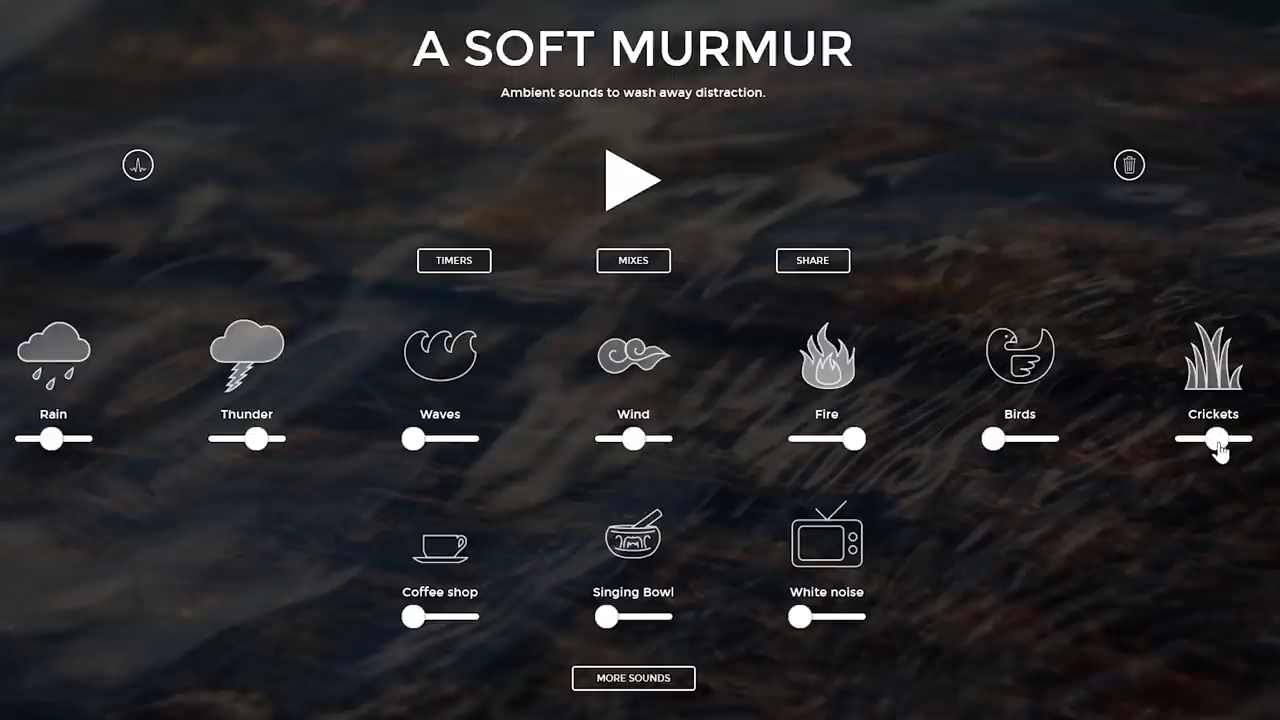 A SOFT MURMUR
Ambient sounds to wash away distraction.
TIMERS MIXES SHARE
Rain Thunder Waves Wind Fire Birds Crickets
Coffee shop Singing Bowl White noise
MORE SOUNDS